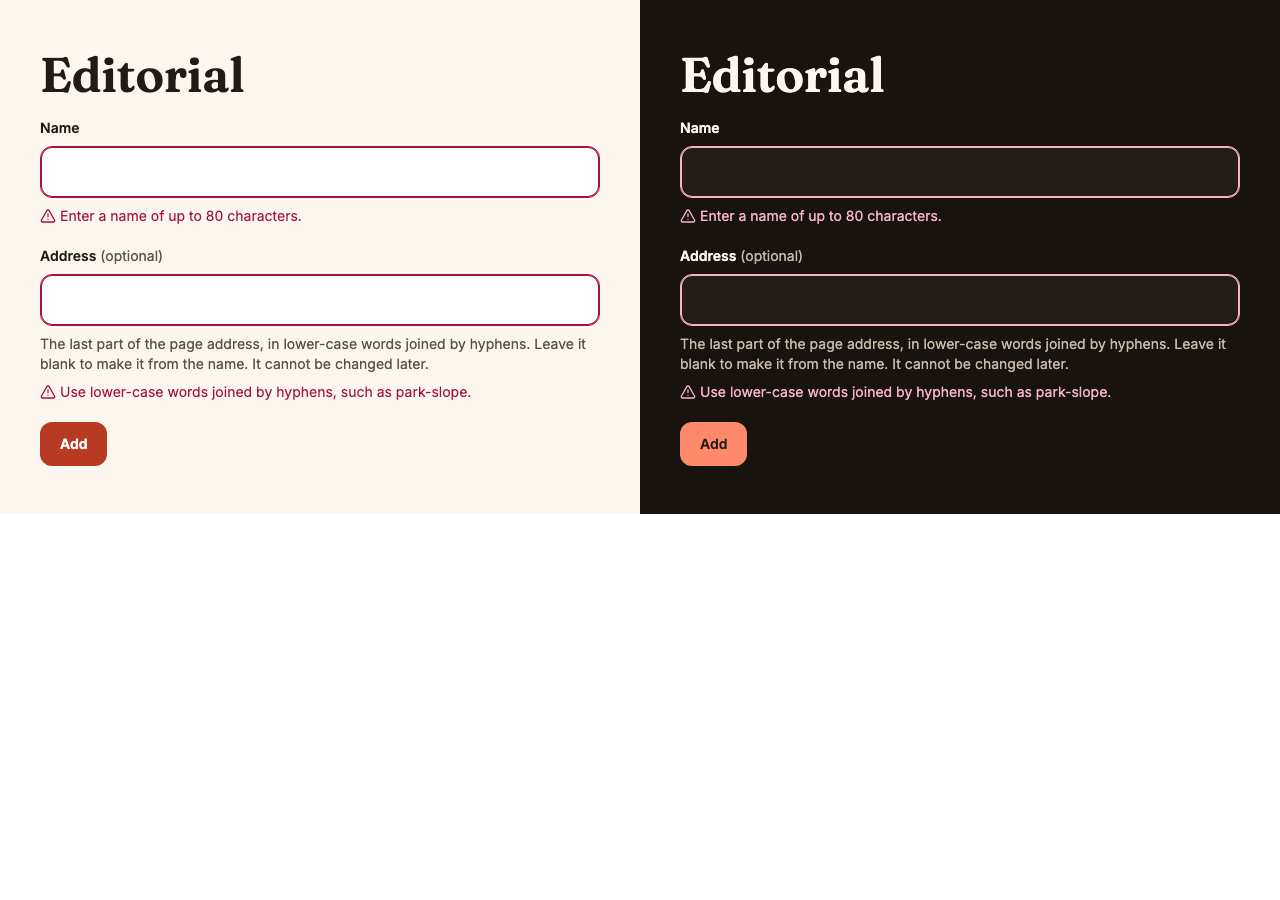 Editorial
Name
Enter a name of up to 80 characters.
Address (optional)
The last part of the page address, in lower-case words joined by hyphens. Leave it
blank to make it from the name. It cannot be changed later.
Use lower-case words joined by hyphens, such as park-slope.
Add
Editorial
Name
Enter a name of up to 80 characters.
Address (optional)
The last part of the page address, in lower-case words joined by hyphens. Leave it
blank to make it from the name. It cannot be changed later.
Use lower-case words joined by hyphens, such as park-slope.
Add